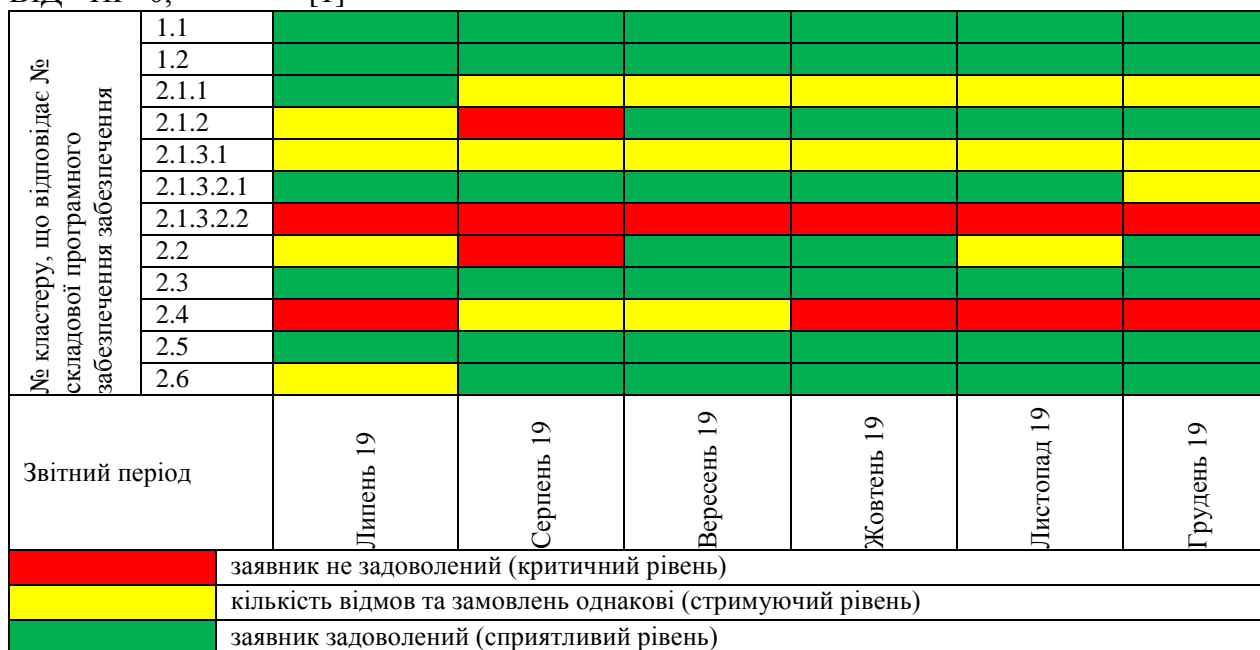 [1]
№ кластеру, що відповідає №
складової програмного
забезпечення забезпечення
1.1
1.2
2.1.1
2.1.2
2.1.3.1
2.1.3.2.1
2.1.3.2.2
2.2
2.3
2.4
2.5
2.6
Звітний період
Липень 19
Серпень 19
Вересень 19
Жовтень 19
Листопад 19
Грудень 19
заявник не задоволений (критичний рівень)
кількість відмов та замовлень однакові (стримуючий рівень)
заявник задоволений (сприятливий рівень)